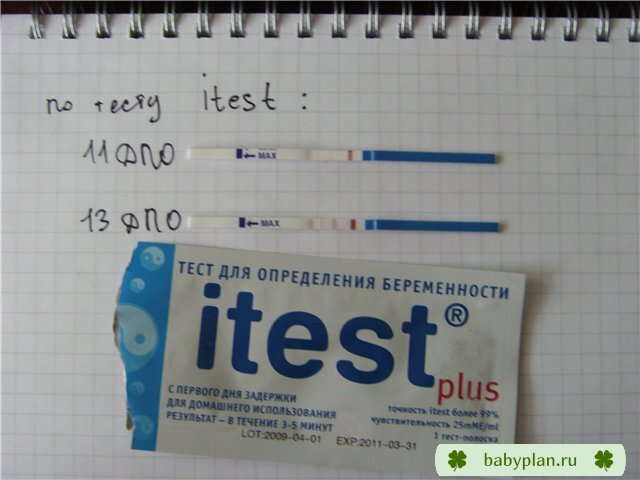 по тесту itest :
11 ДПО
← MAX
13 ДПО
← MAX
ТЕСТ ДЛЯ ОПРЕДЕЛЕНИЯ БЕРЕМЕННОСТИ
itest®
plus
С ПЕРВОГО ДНЯ ЗАДЕРЖКИ
ДЛЯ ДОМАШНЕГО ИСПОЛЬЗОВАНИЯ
РЕЗУЛЬТАТ – В ТЕЧЕНИЕ 3-5 МИНУТ
точность itest более 99%
чувствительность 25mME/ml
1 тест-полоска
LOT:2009-04-01 EXP:2011-03-31
babyplan.ru